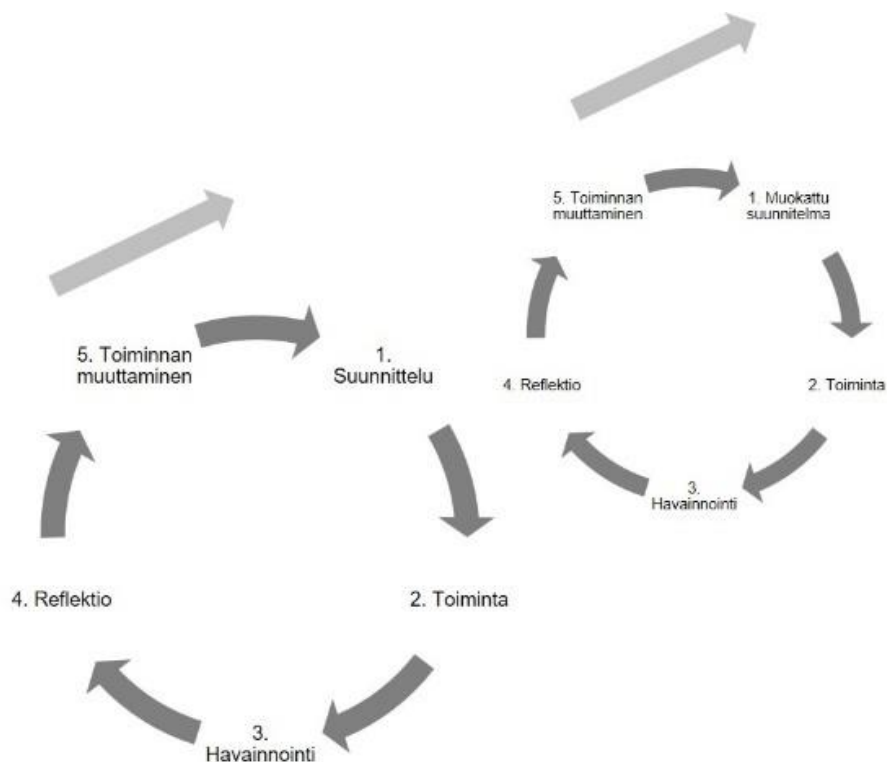 5. Toiminnan
muuttaminen
1.
Suunnittelu
2. Toiminta
3.
Havainnointi
4. Reflektio
5. Toiminnan
muuttaminen
1. Muokattu
suunnitelma
2. Toiminta
3.
Havainnointi
4. Reflektio